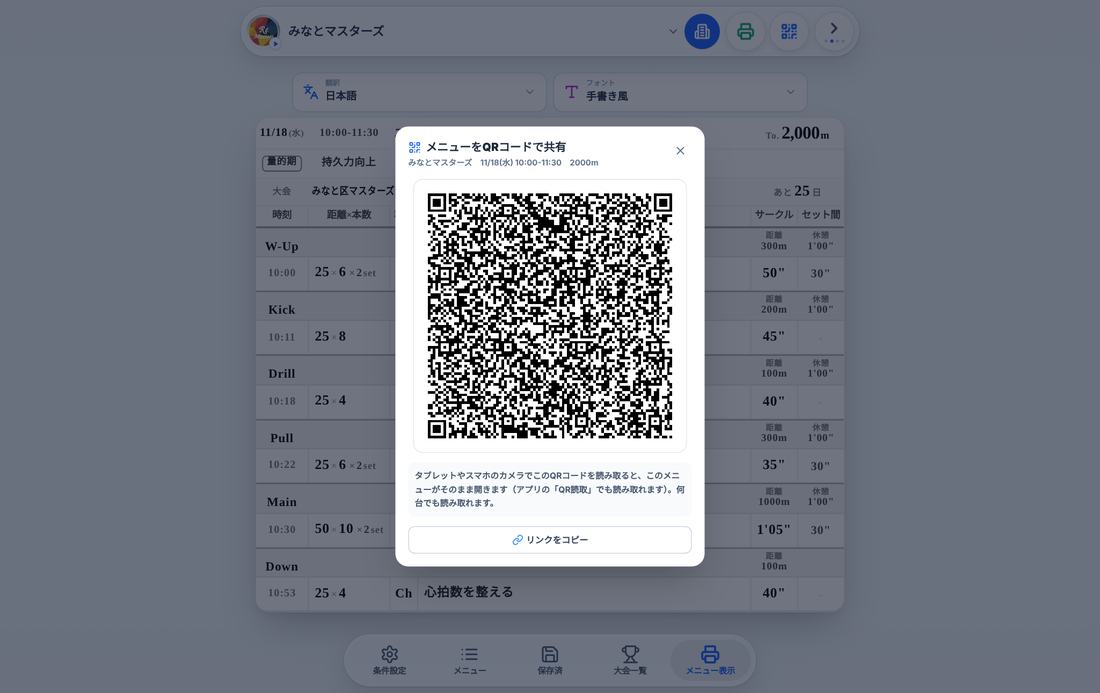 みなとマスターズ
翻訳
日本語
フォント
手書き風
11/18(水) 10:00-11:30 To. 2,000m
量的期 持久力向上
大会 みなと区マスターズ あと 25 日
時刻 距離×本数 サークル セット間
W-Up 距離 300m 休憩 1'00"
10:00 25×6×2set 50" 30"
Kick 距離 200m 休憩 1'00"
10:11 25×8 45" -
Drill 距離 100m 休憩 1'00"
10:18 25×4 40" -
Pull 距離 300m 休憩 1'00"
10:22 25×6×2set 35" 30"
Main 距離 1000m 休憩 1'00"
10:30 50×10×2set 1'05" 30"
Down 距離 100m
10:53 25×4 Ch 心拍数を整える 40" -
メニューをQRコードで共有
みなとマスターズ 11/18(水) 10:00-11:30 2000m
タブレットやスマホのカメラでこのQRコードを読み取ると、このメニ
ューがそのまま開きます（アプリの「QR読取」でも読み取れます）。何
台でも読み取れます。
リンクをコピー
条件設定 メニュー 保存済 大会一覧 メニュー表示